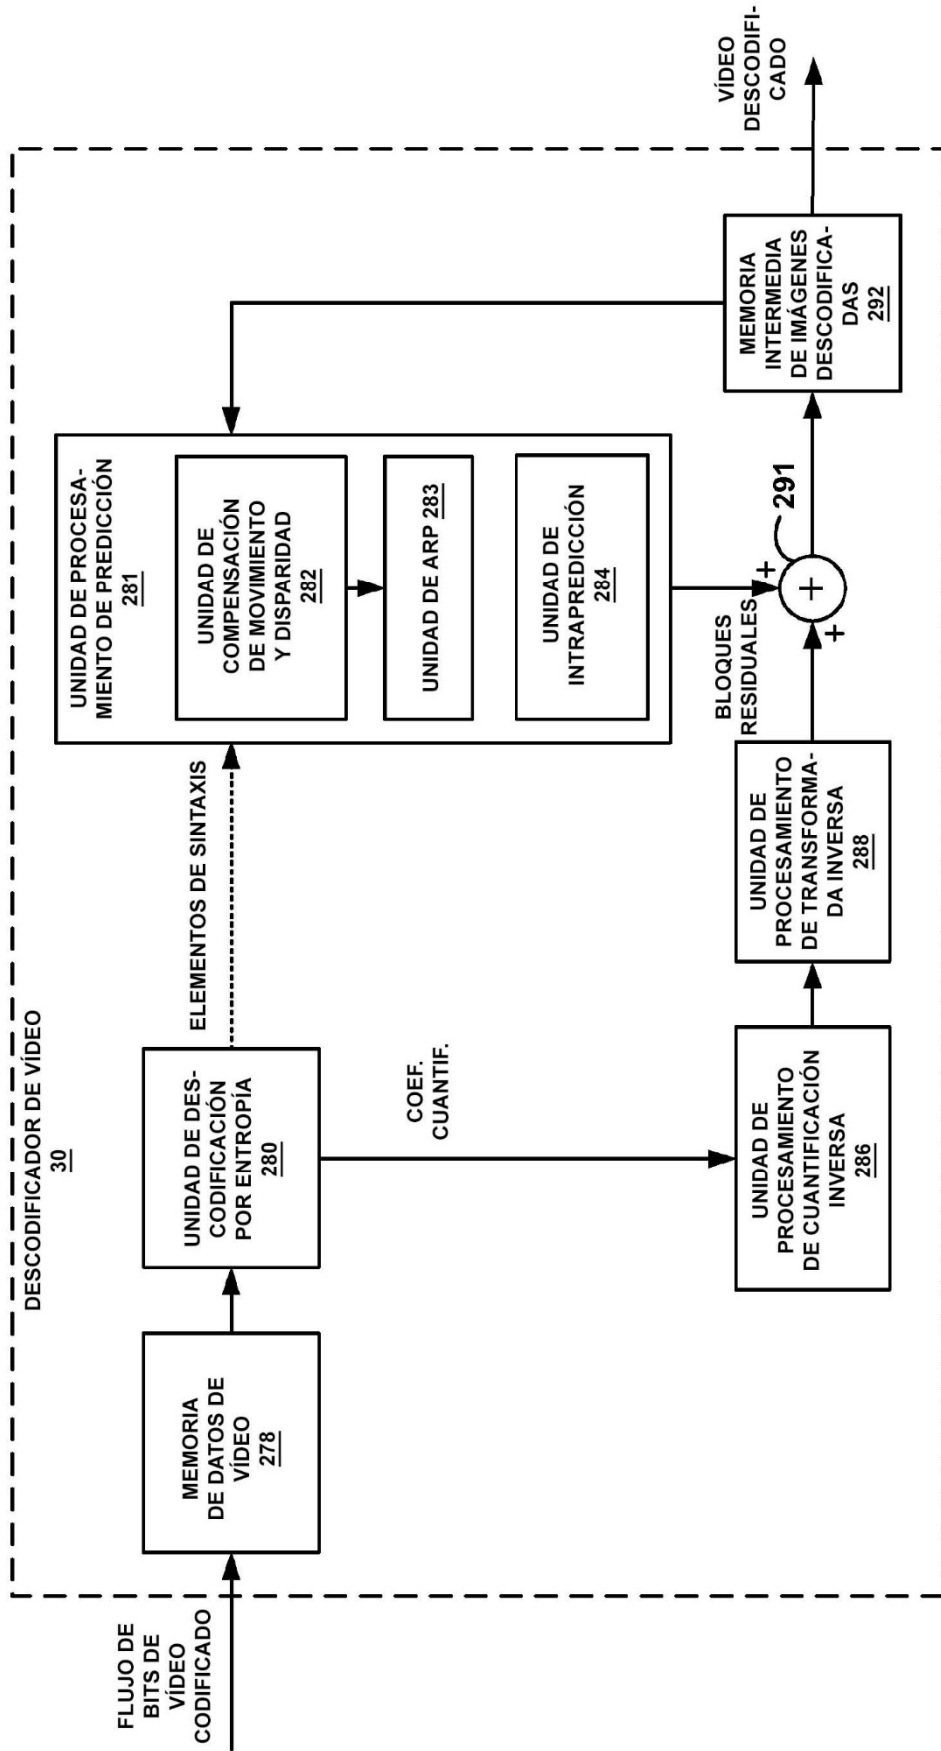 DESCODIFICADOR DE VÍDEO
30
FLUJO DE
BITS DE
VÍDEO
CODIFICADO
MEMORIA
DE DATOS DE
VÍDEO
278
UNIDAD DE DES-
CODIFICACIÓN
POR ENTROPÍA
280
ELEMENTOS DE SINTAXIS
UNIDAD DE PROCESA-
MIENTO DE PREDICCIÓN
281
UNIDAD DE
COMPENSACIÓN
DE MOVIMIENTO
Y DISPARIDAD
282
UNIDAD DE ARP 283
UNIDAD DE
INTRAPREDICCIÓN
284
COEF.
CUANTIF.
UNIDAD DE
PROCESAMIENTO
DE CUANTIFICACIÓN
INVERSA
286
UNIDAD DE
PROCESAMIENTO
DE TRANSFORMA-
DA INVERSA
288
BLOQUES
RESIDUALES
+
+
+
291
MEMORIA
INTERMEDIA
DE IMÁGENES
DESCODIFICA-
DAS
292
VÍDEO
DESCODIFI-
CADO